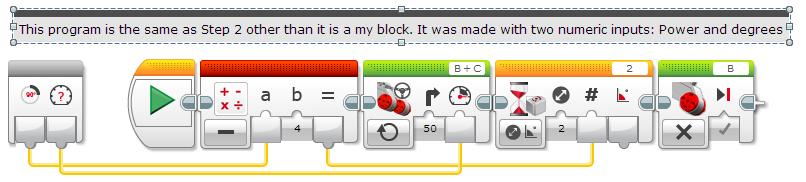 This program is the same as Step 2 other than it is a my block. It was made with two numeric inputs: Power and degrees
B + C 2 B
90° ? + - × ÷ a b = #
4 50 2